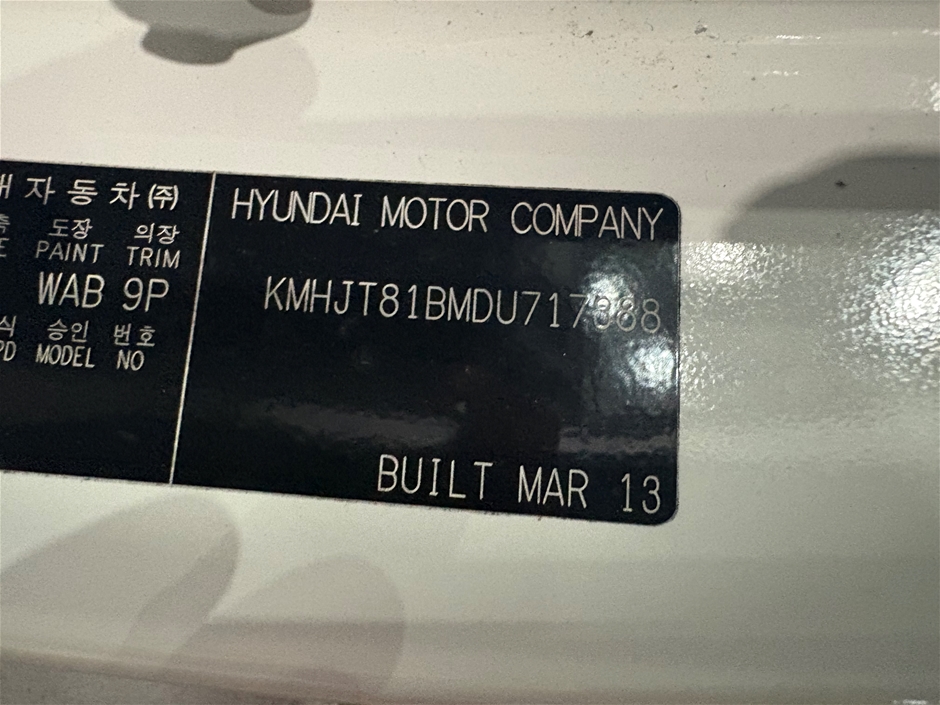 자동차(주)
도장 의장
PAINT TRIM
WAB 9P
승인 번호
MODEL NO
HYUNDAI MOTOR COMPANY
BUILT MAR 13